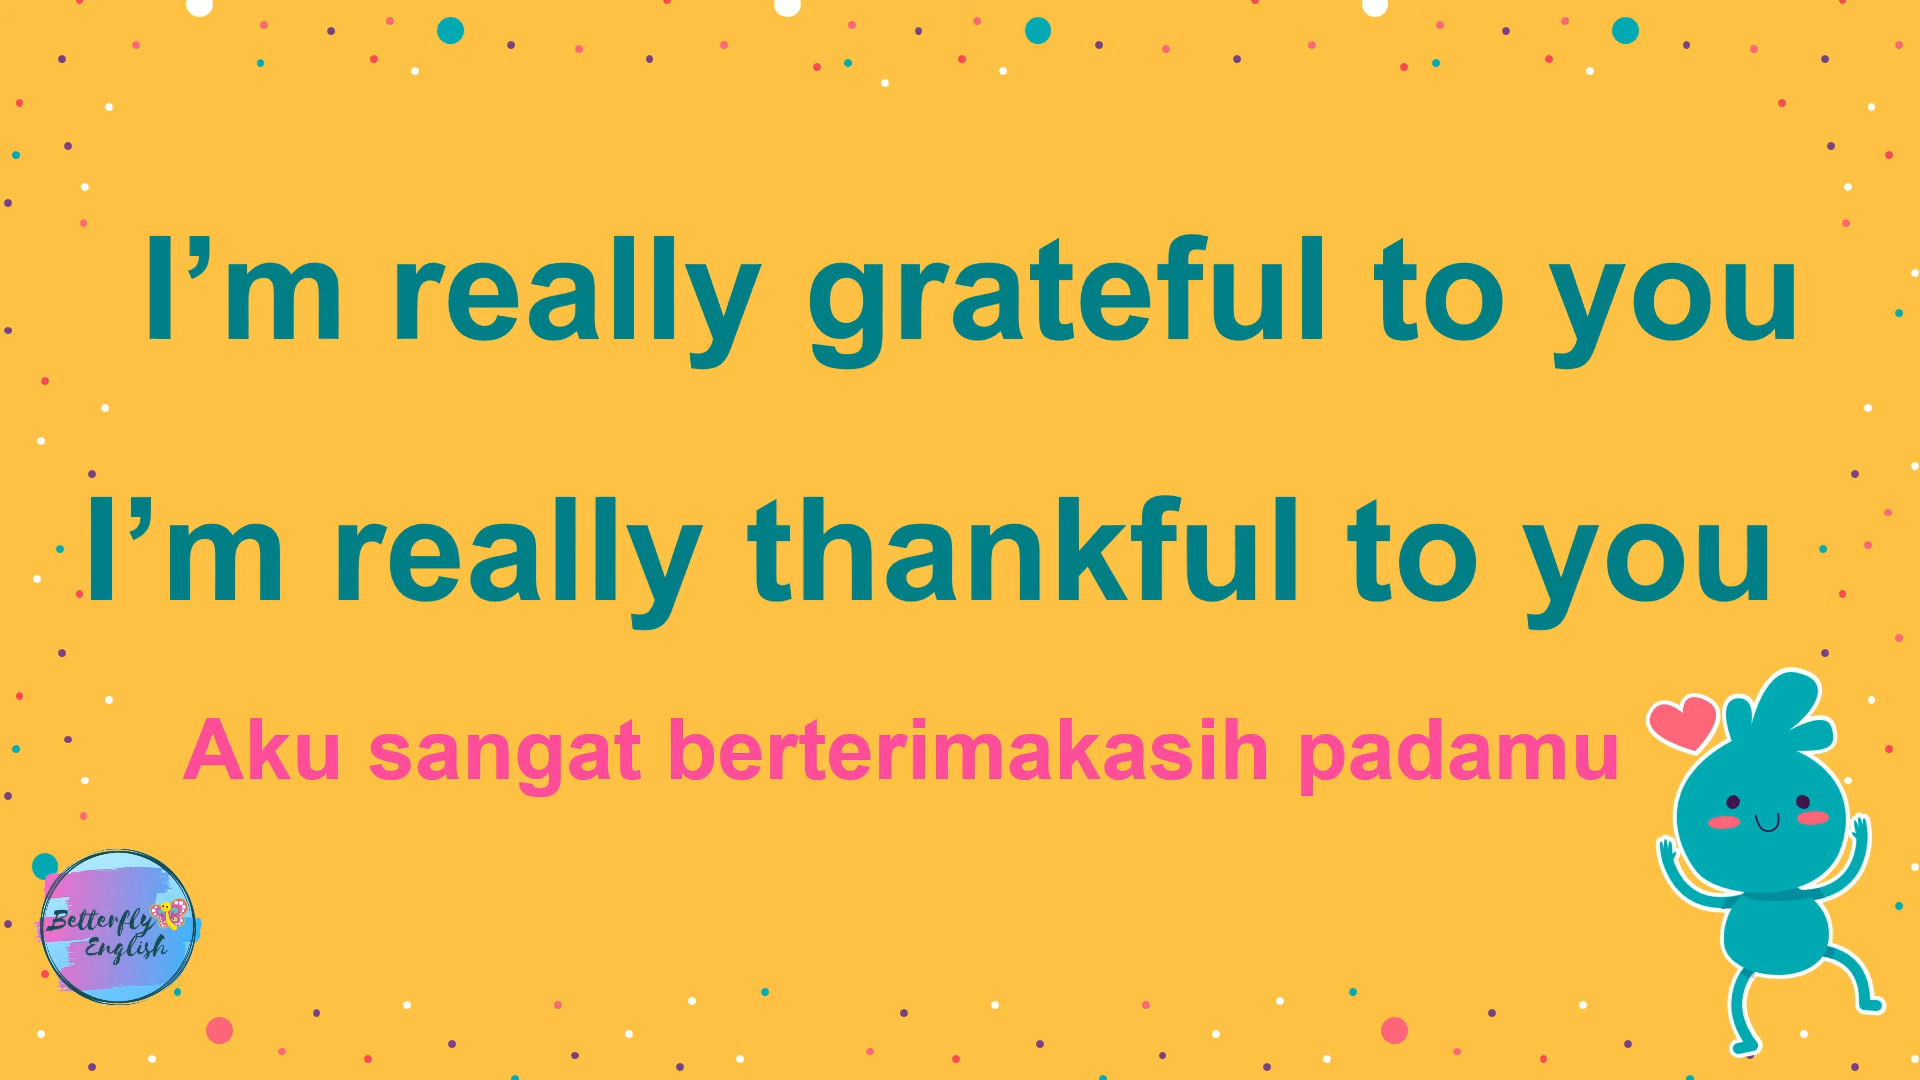 I’m really grateful to you
I’m really thankful to you
Aku sangat berterimakasih padamu
Betterfly
English